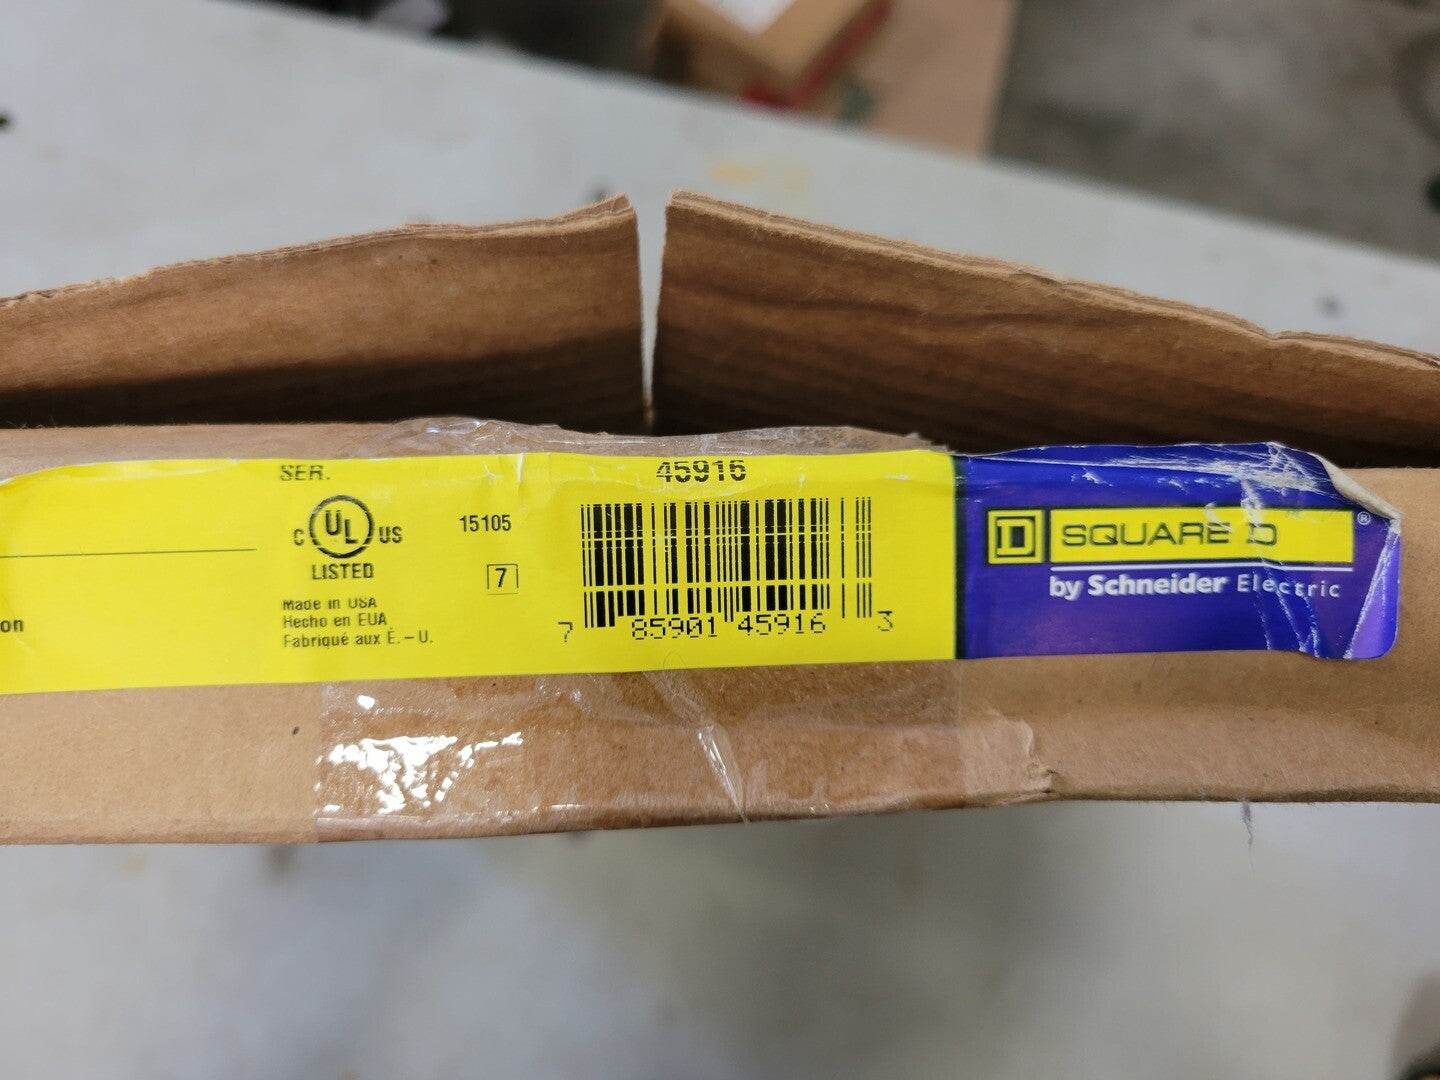 SER.
C UL US
LISTED
Made in USA
Hecho en EUA
Fabriqué aux É.-U.
15105
7
45916
7 85901 45916 3
D SQUARE D ®
by Schneider Electric
on